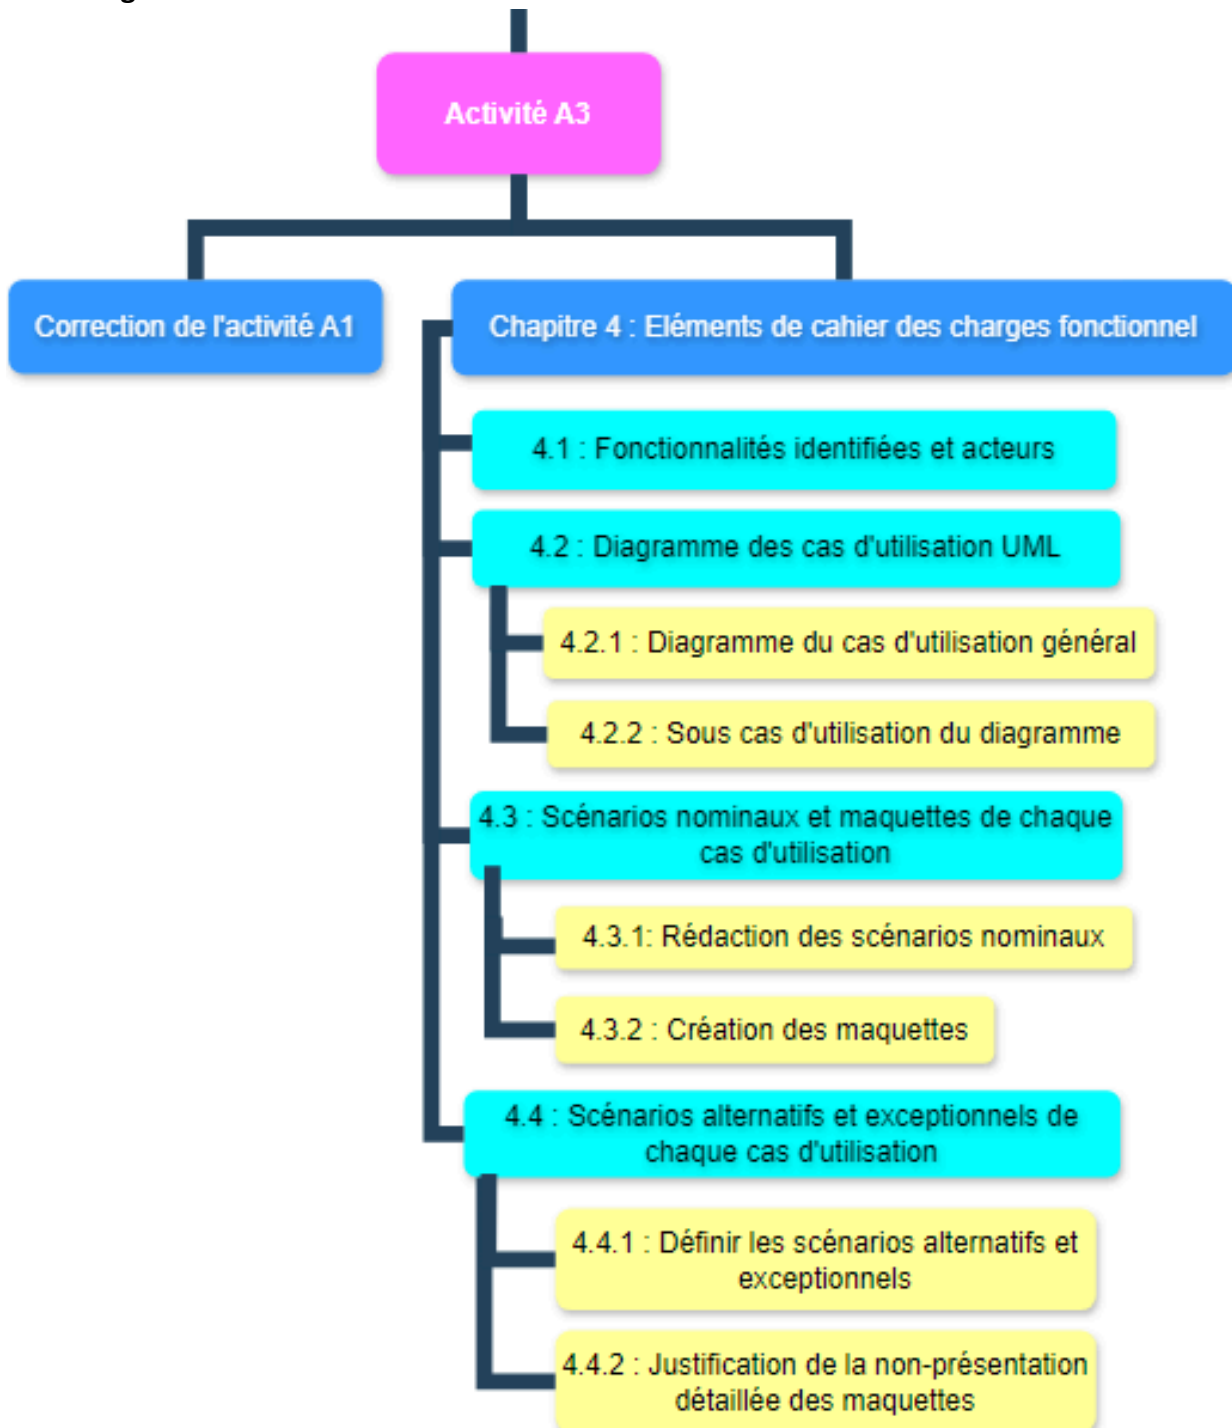 Activité A3
Correction de l'activité A1
Chapitre 4 : Eléments de cahier des charges fonctionnel
4.1 : Fonctionnalités identifiées et acteurs
4.2 : Diagramme des cas d'utilisation UML
4.2.1 : Diagramme du cas d'utilisation général
4.2.2 : Sous cas d'utilisation du diagramme
4.3 : Scénarios nominaux et maquettes de chaque
cas d'utilisation
4.3.1: Rédaction des scénarios nominaux
4.3.2 : Création des maquettes
4.4 : Scénarios alternatifs et exceptionnels de
chaque cas d'utilisation
4.4.1 : Définir les scénarios alternatifs et
exceptionnels
4.4.2 : Justification de la non-présentation
détaillée des maquettes